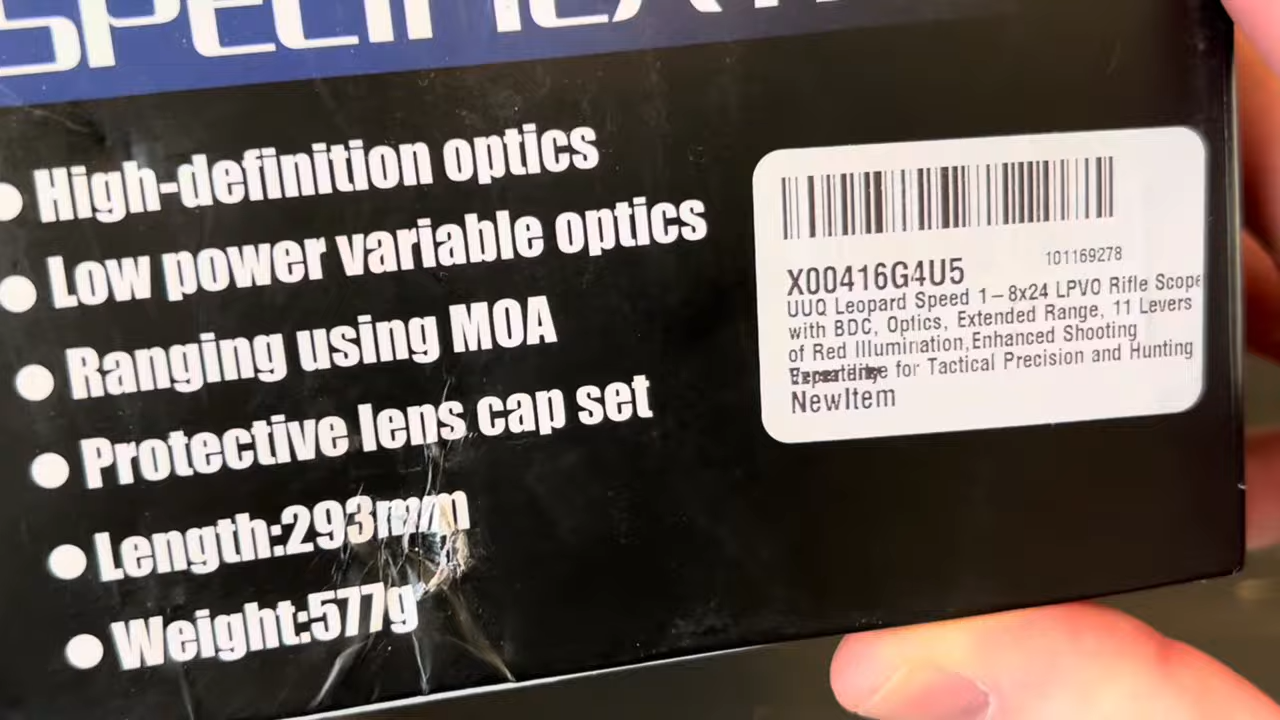 High-definition optics
Low power variable optics
Ranging using MOA
Protective lens cap set
Length:293mm
Weight:577g
101169278
X00416G4U5
UUQ Leopard Speed 1-8x24 LPVO Rifle Scope
with BDC, Optics, Extended Range, 11 Levers
of Red Illumination,Enhanced Shooting
for Tactical Precision and Hunting
NewItem